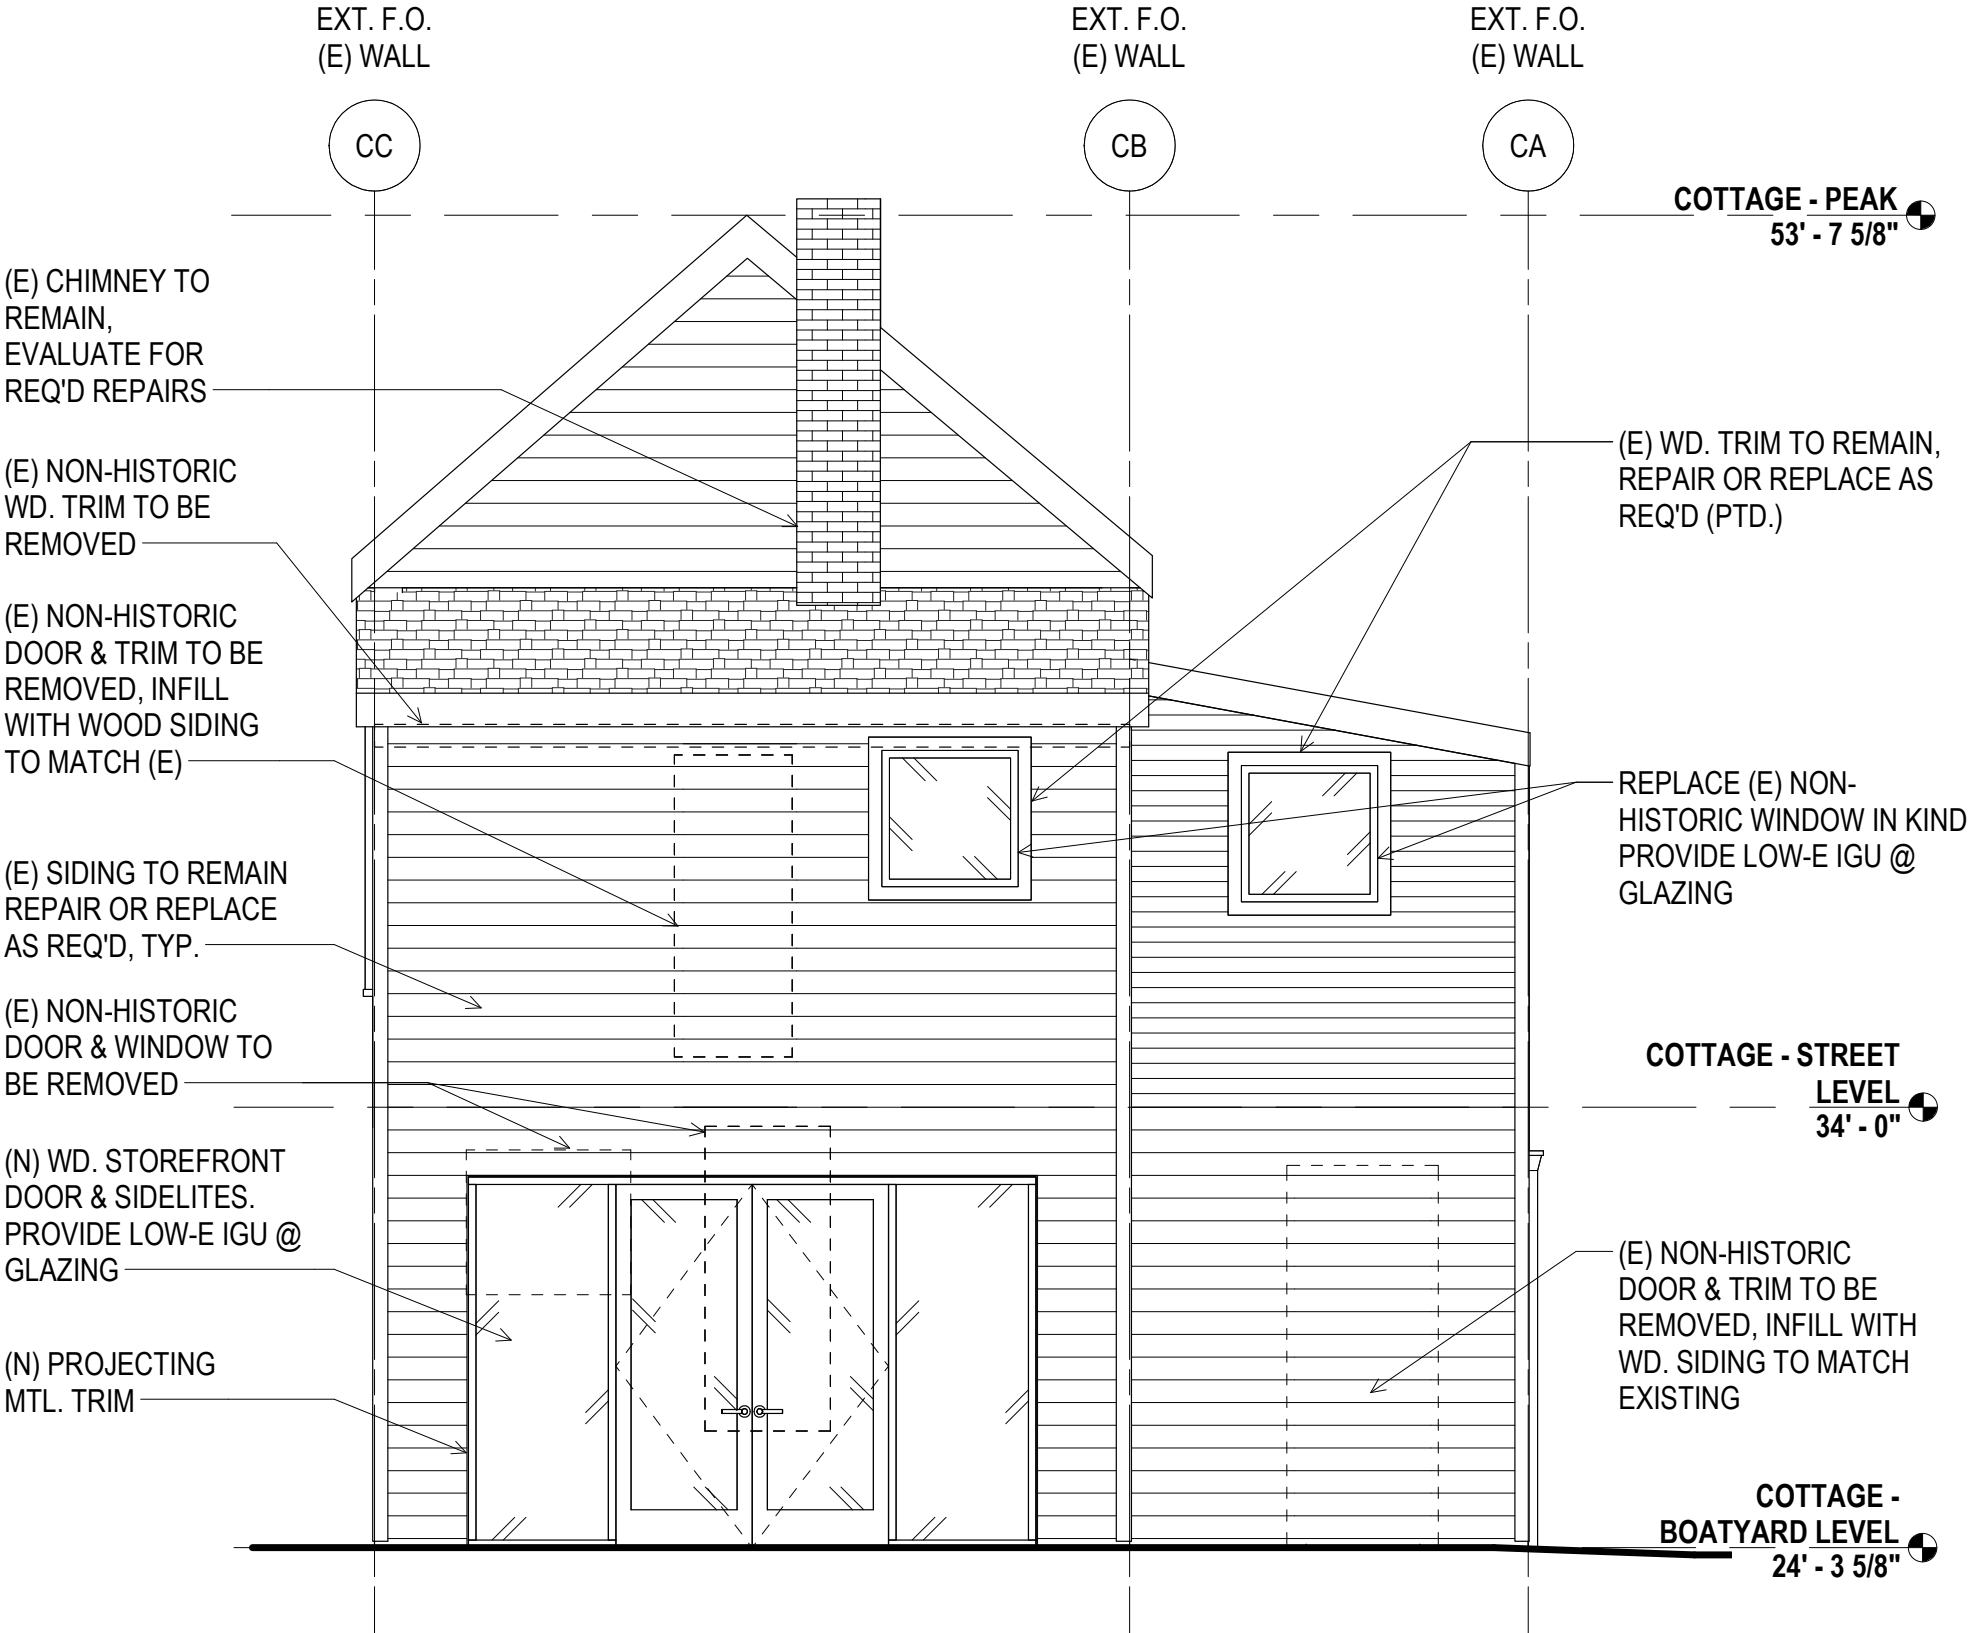 EXT. F.O.
(E) WALL
EXT. F.O.
(E) WALL
EXT. F.O.
(E) WALL
CC
CB
CA
COTTAGE - PEAK
53' - 7 5/8"
(E) CHIMNEY TO
REMAIN,
EVALUATE FOR
REQ'D REPAIRS
(E) NON-HISTORIC
WD. TRIM TO BE
REMOVED
(E) NON-HISTORIC
DOOR & TRIM TO BE
REMOVED, INFILL
WITH WOOD SIDING
TO MATCH (E)
(E) SIDING TO REMAIN
REPAIR OR REPLACE
AS REQ'D, TYP.
(E) NON-HISTORIC
DOOR & WINDOW TO
BE REMOVED
(N) WD. STOREFRONT
DOOR & SIDELITES.
PROVIDE LOW-E IGU @
GLAZING
(N) PROJECTING
MTL. TRIM
(E) WD. TRIM TO REMAIN,
REPAIR OR REPLACE AS
REQ'D (PTD.)
REPLACE (E) NON-
HISTORIC WINDOW IN KIND
PROVIDE LOW-E IGU @
GLAZING
COTTAGE - STREET
LEVEL
34' - 0"
(E) NON-HISTORIC
DOOR & TRIM TO BE
REMOVED, INFILL WITH
WD. SIDING TO MATCH
EXISTING
COTTAGE -
BOATYARD LEVEL
24' - 3 5/8"